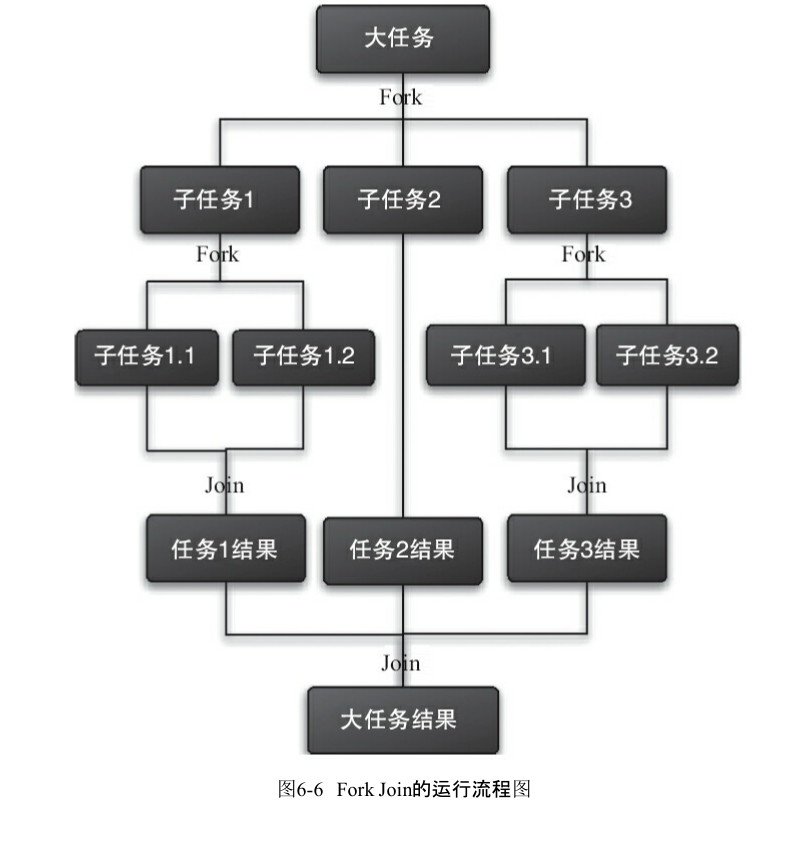 大任务
Fork
子任务1
子任务2
子任务3
Fork
Fork
子任务1.1
子任务1.2
子任务3.1
子任务3.2
Join
Join
任务1结果
任务2结果
任务3结果
Join
大任务结果
图6-6 Fork Join的运行流程图